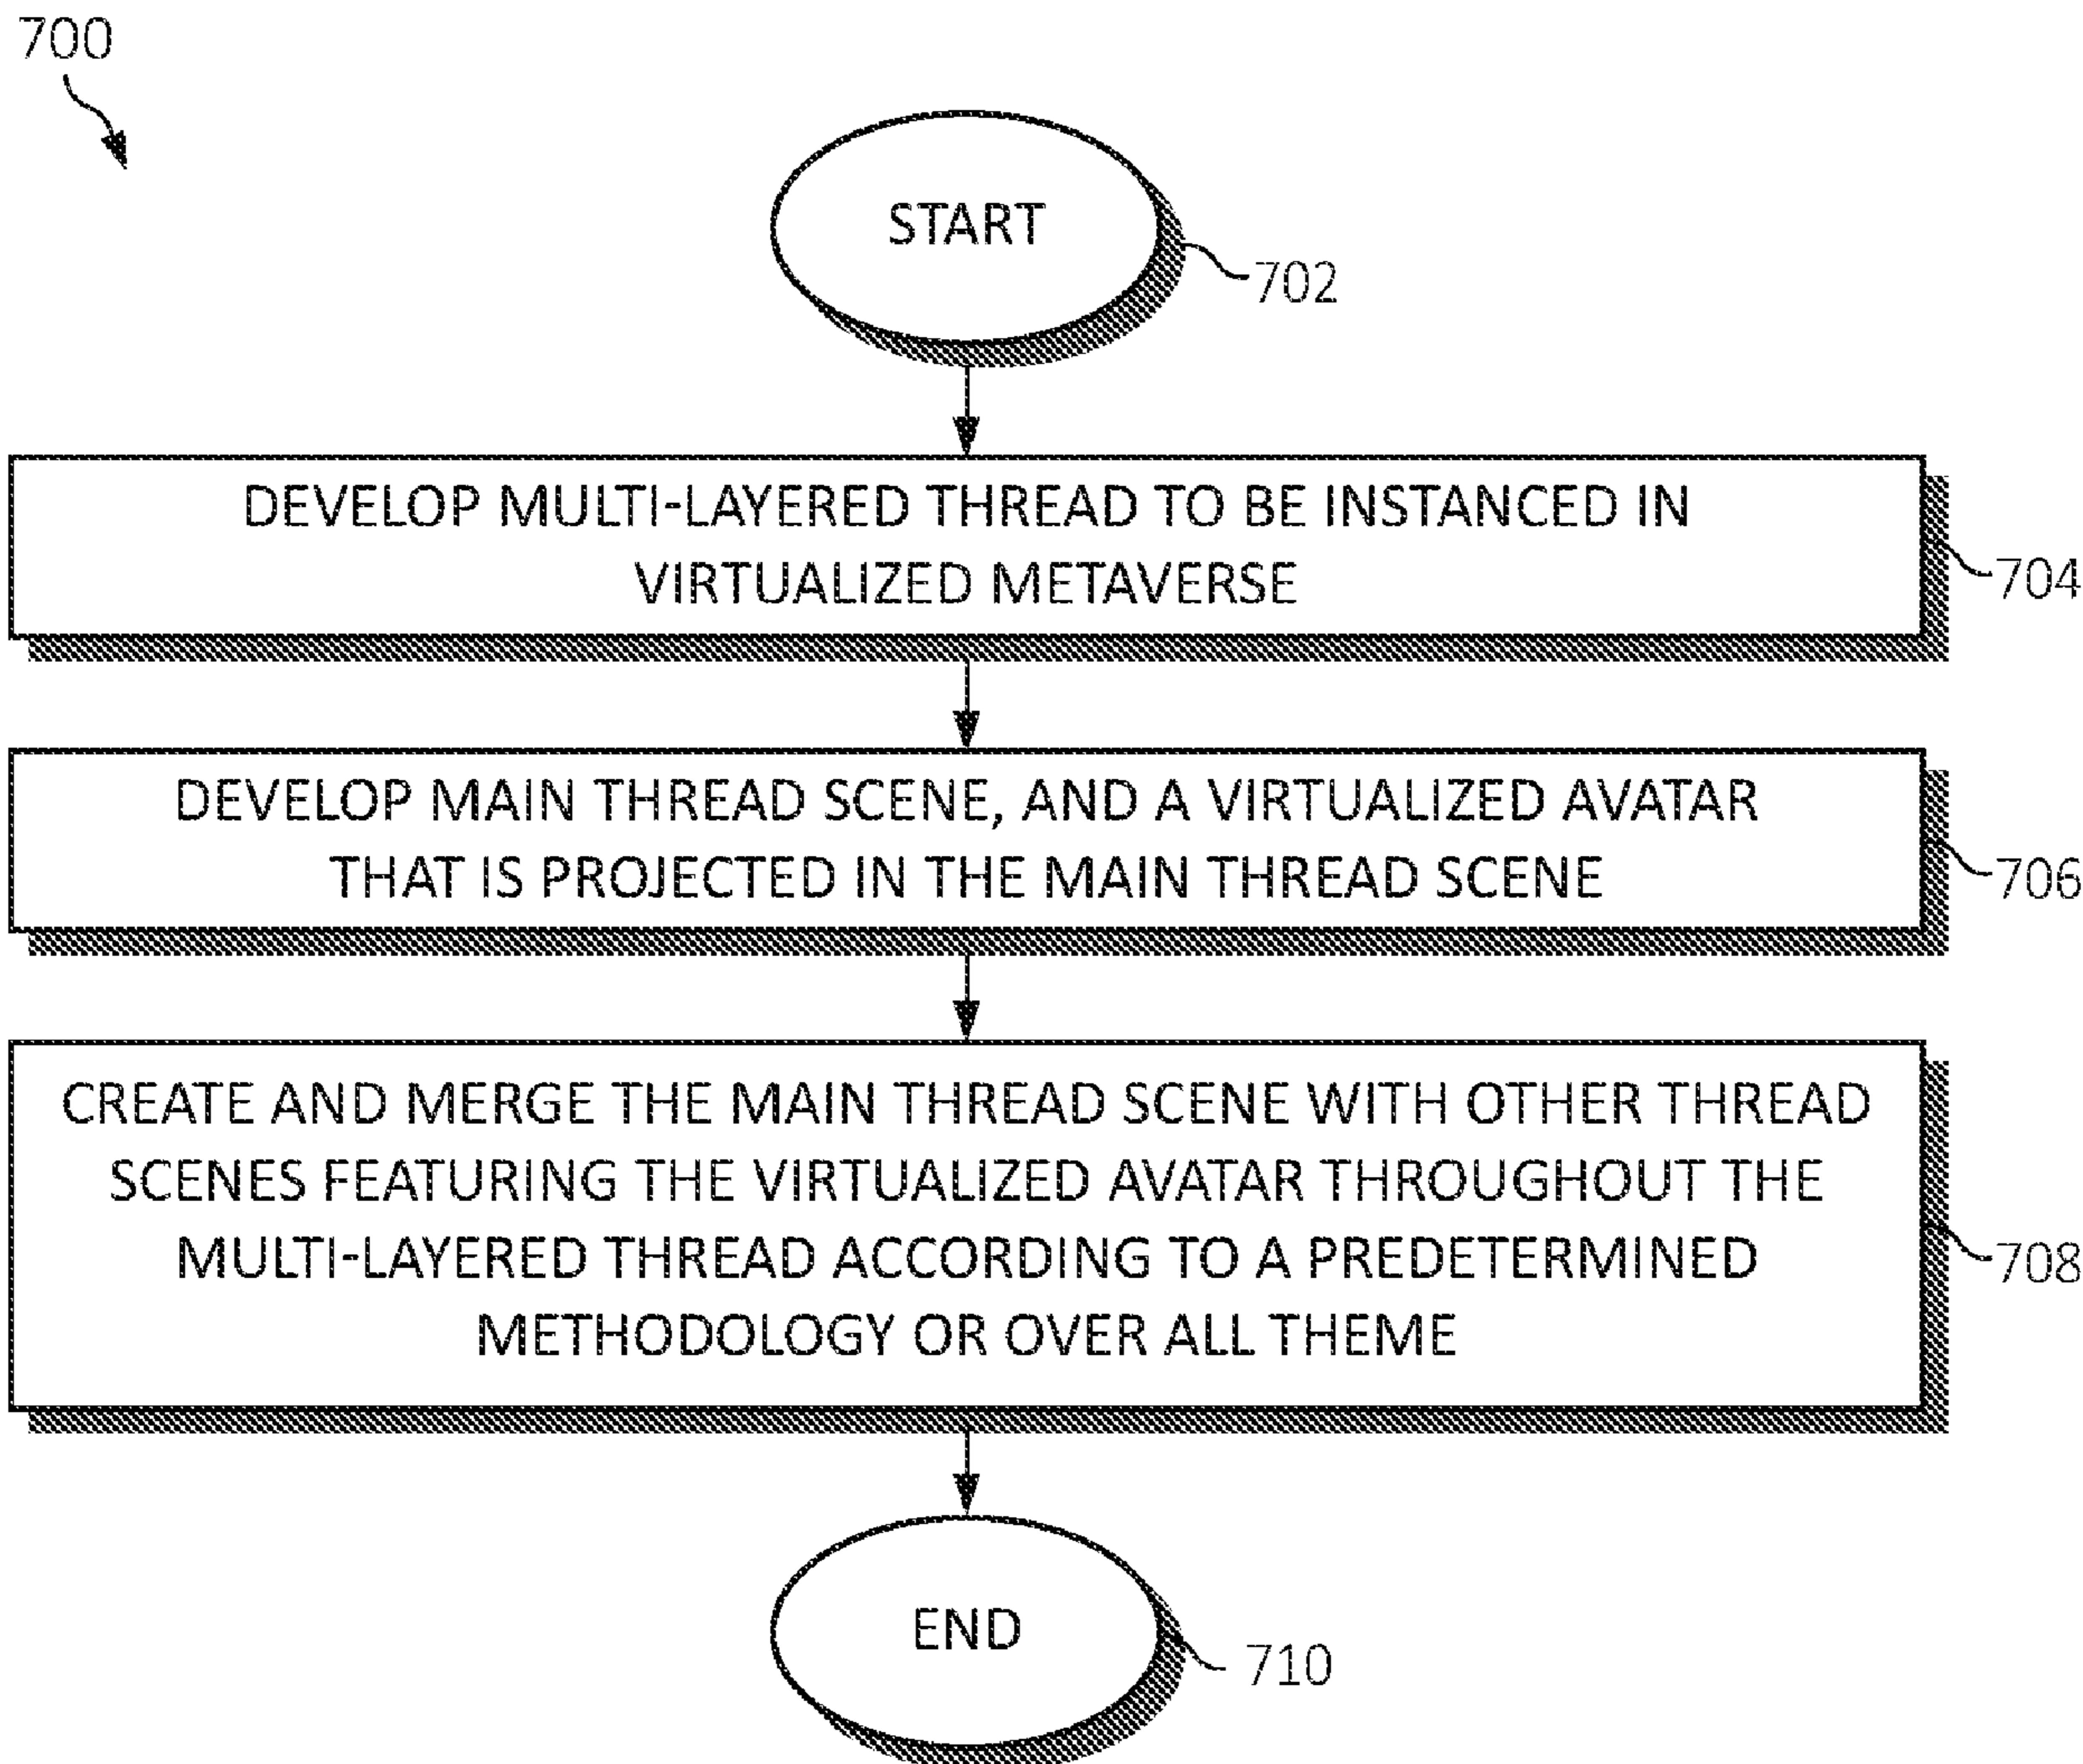 700
START
702
DEVELOP MULTI-LAYERED THREAD TO BE INSTANCED IN
VIRTUALIZED METAVERSE
704
DEVELOP MAIN THREAD SCENE, AND A VIRTUALIZED AVATAR
THAT IS PROJECTED IN THE MAIN THREAD SCENE
706
CREATE AND MERGE THE MAIN THREAD SCENE WITH OTHER THREAD
SCENES FEATURING THE VIRTUALIZED AVATAR THROUGHOUT THE
MULTI-LAYERED THREAD ACCORDING TO A PREDETERMINED
METHODOLOGY OR OVER ALL THEME
708
END
710